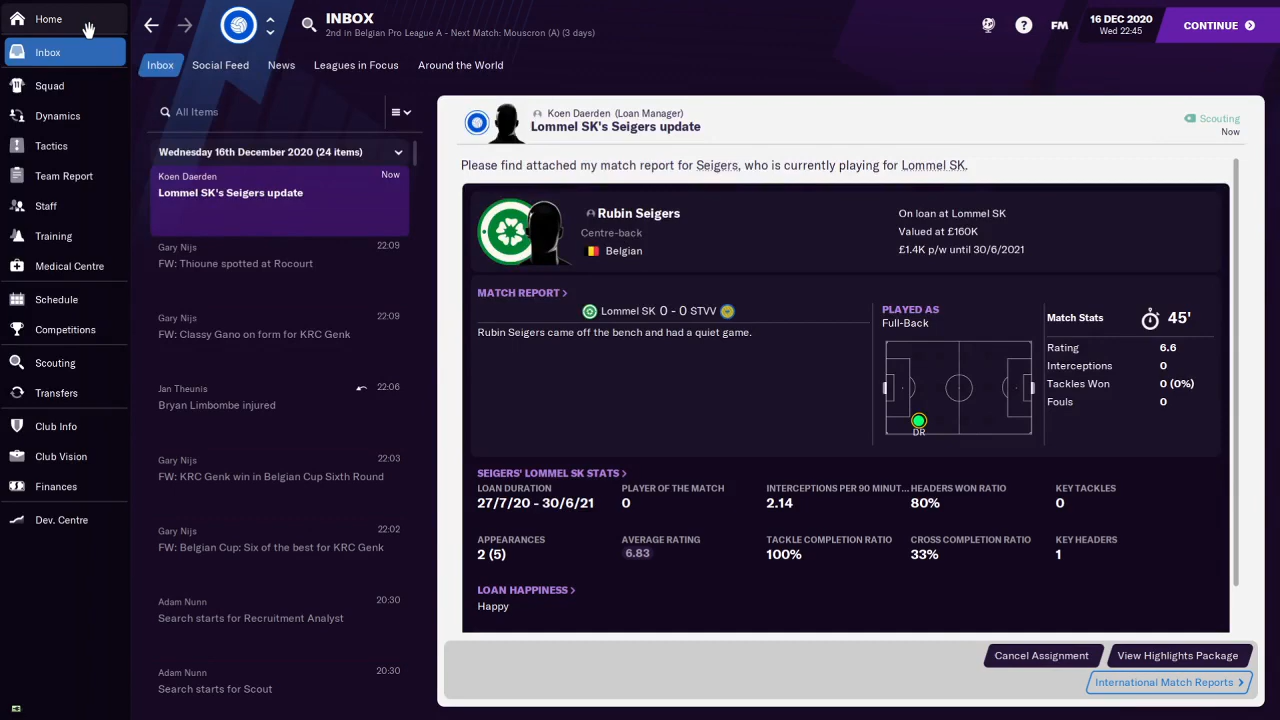 Home
Inbox
Squad
Dynamics
Tactics
Team Report
Staff
Training
Medical Centre
Schedule
Competitions
Scouting
Transfers
Club Info
Club Vision
Finances
Dev. Centre
INBOX
2nd in Belgian Pro League A - Next Match: Mouscron (A) (3 days)
?
FM
16 DEC 2020
Wed 22:45
CONTINUE
Inbox
Social Feed
News
Leagues in Focus
Around the World
All Items
Wednesday 16th December 2020 (24 items)
Koen Daerden
Now
Lommel SK's Seigers update
Gary Nijs
22:09
FW: Thioune spotted at Rocourt
Gary Nijs
22:09
FW: Classy Gano on form for KRC Genk
Jan Theunis
22:06
Bryan Limbombe injured
Gary Nijs
22:03
FW: KRC Genk win in Belgian Cup Sixth Round
Gary Nijs
22:02
FW: Belgian Cup: Six of the best for KRC Genk
Adam Nunn
20:30
Search starts for Recruitment Analyst
Adam Nunn
20:30
Search starts for Scout
Koen Daerden (Loan Manager)
Lommel SK's Seigers update
Scouting
Now
Please find attached my match report for Seigers, who is currently playing for Lommel SK.
Rubin Seigers
Centre-back
Belgian
On loan at Lommel SK
Valued at £160K
£1.4K p/w until 30/6/2021
MATCH REPORT >
Lommel SK 0 - 0 STVV
Rubin Seigers came off the bench and had a quiet game.
PLAYED AS
Full-Back
DR
Match Stats
45'
Rating 6.6
Interceptions 0
Tackles Won 0 (0%)
Fouls 0
SEIGERS' LOMMEL SK STATS >
LOAN DURATION
27/7/20 - 30/6/21
PLAYER OF THE MATCH
0
INTERCEPTIONS PER 90 MINUT...
2.14
HEADERS WON RATIO
80%
KEY TACKLES
0
APPEARANCES
2 (5)
AVERAGE RATING
6.83
TACKLE COMPLETION RATIO
100%
CROSS COMPLETION RATIO
33%
KEY HEADERS
1
LOAN HAPPINESS >
Happy
Cancel Assignment
View Highlights Package
International Match Reports >